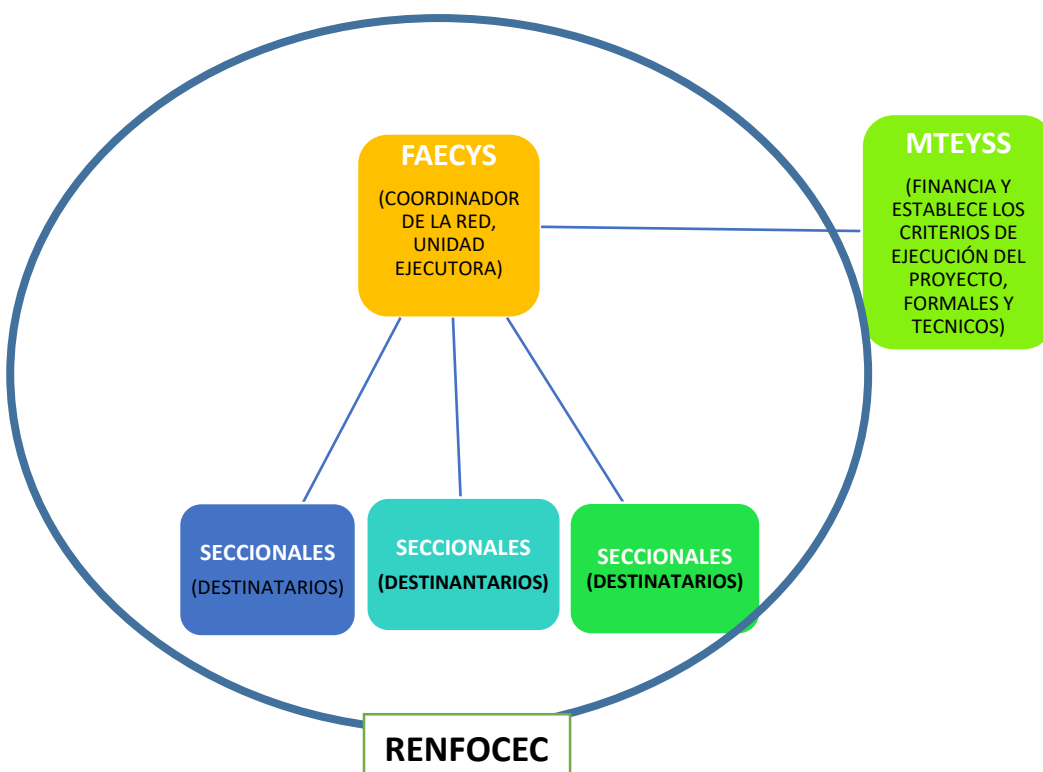 FAECYS
(COORDINADOR
DE LA RED,
UNIDAD
EJECUTORA)
MTEYSS
(FINANCIA Y
ESTABLECE LOS
CRITERIOS DE
EJECUCIÓN DEL
PROYECTO,
FORMALES Y
TECNICOS)
SECCIONALES
(DESTINATARIOS)
SECCIONALES
(DESTINANTARIOS)
SECCIONALES
(DESTINATARIOS)
RENFOCEC